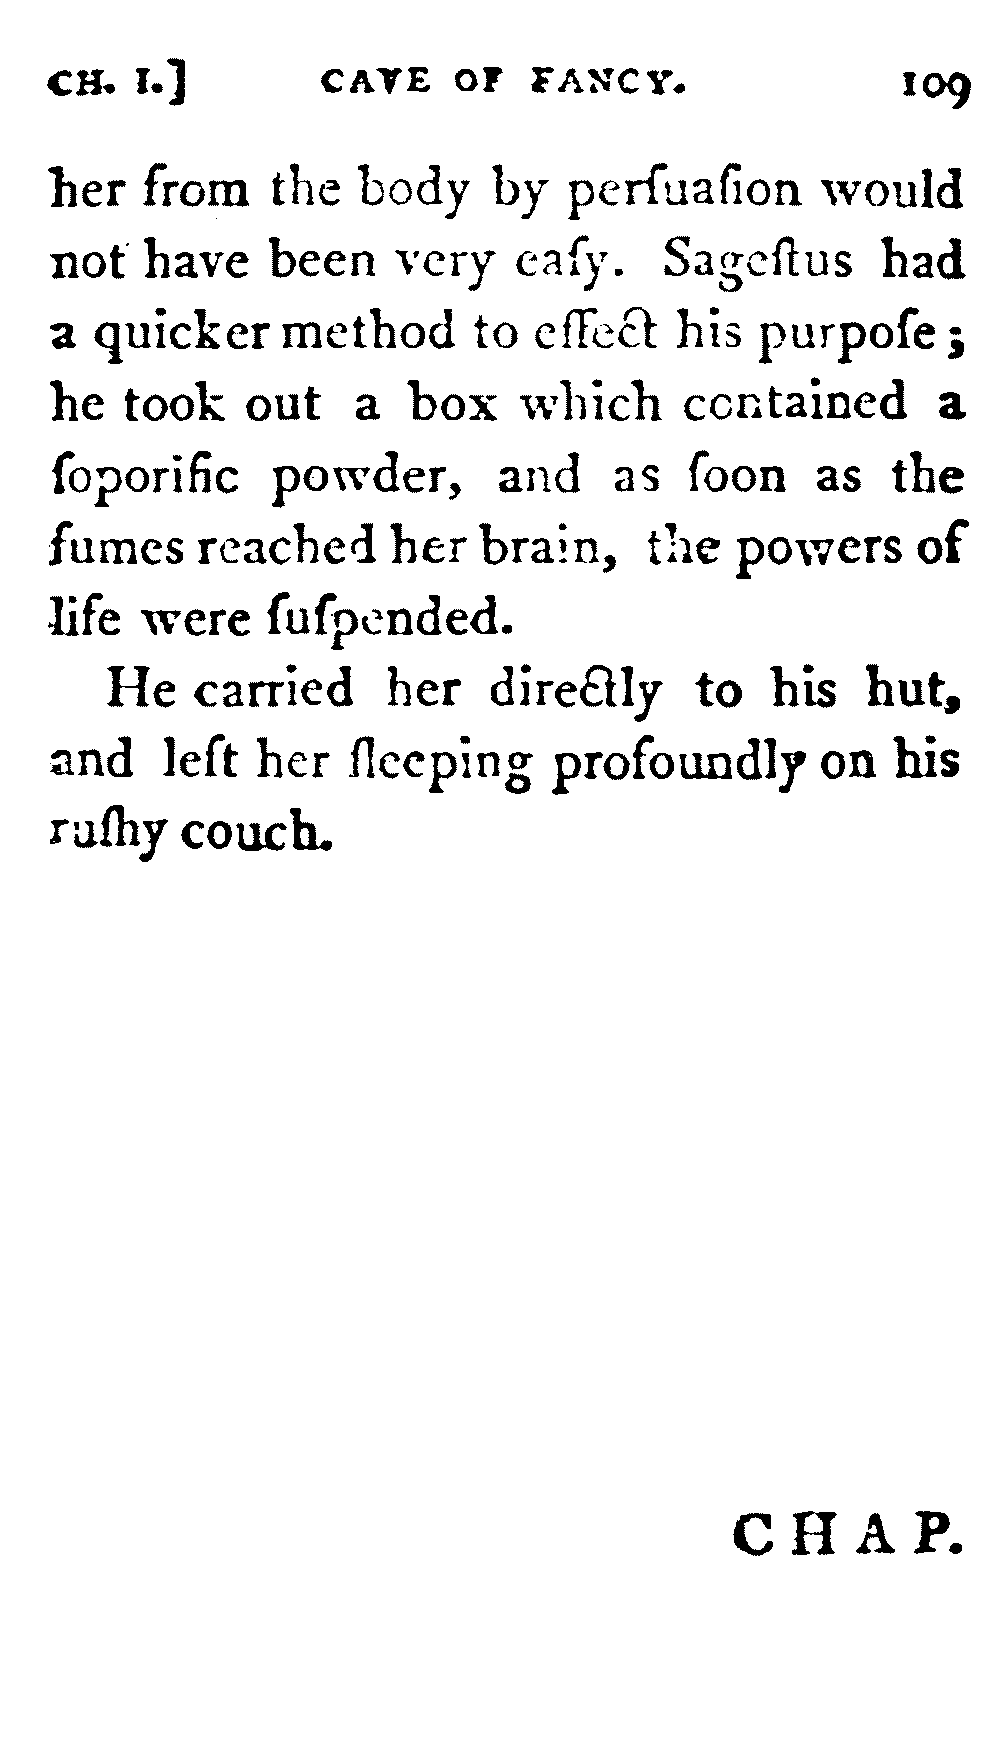 CH. I.] CAVE OF FANCY. 109
her from the body by perſuaſion would
not have been very eaſy. Sageſtus had
a quicker method to effect his purpoſe;
he took out a box which contained a
ſoporific powder, and as ſoon as the
fumes reached her brain, the powers of
life were ſuſpended.
He carried her directly to his hut,
and left her ſleeping profoundly on his
ruſhy couch.
CHAP.